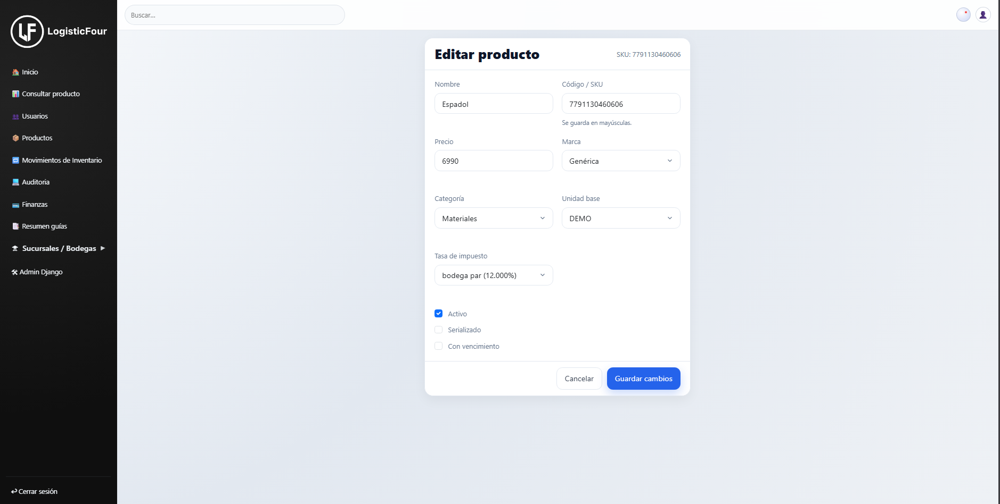 LogisticFour
Inicio
Consultar producto
Usuarios
Productos
Movimientos de Inventario
Auditoria
Finanzas
Resumen guías
Sucursales / Bodegas ▶
Admin Django
Cerrar sesión
Buscar...
Editar producto
SKU: 7791130460606
Nombre
Espadol
Código / SKU
7791130460606
Se guarda en mayúsculas.
Precio
6990
Marca
Genérica
Categoría
Materiales
Unidad base
DEMO
Tasa de impuesto
bodega par (12.000%)
Activo
Serializado
Con vencimiento
Cancelar
Guardar cambios